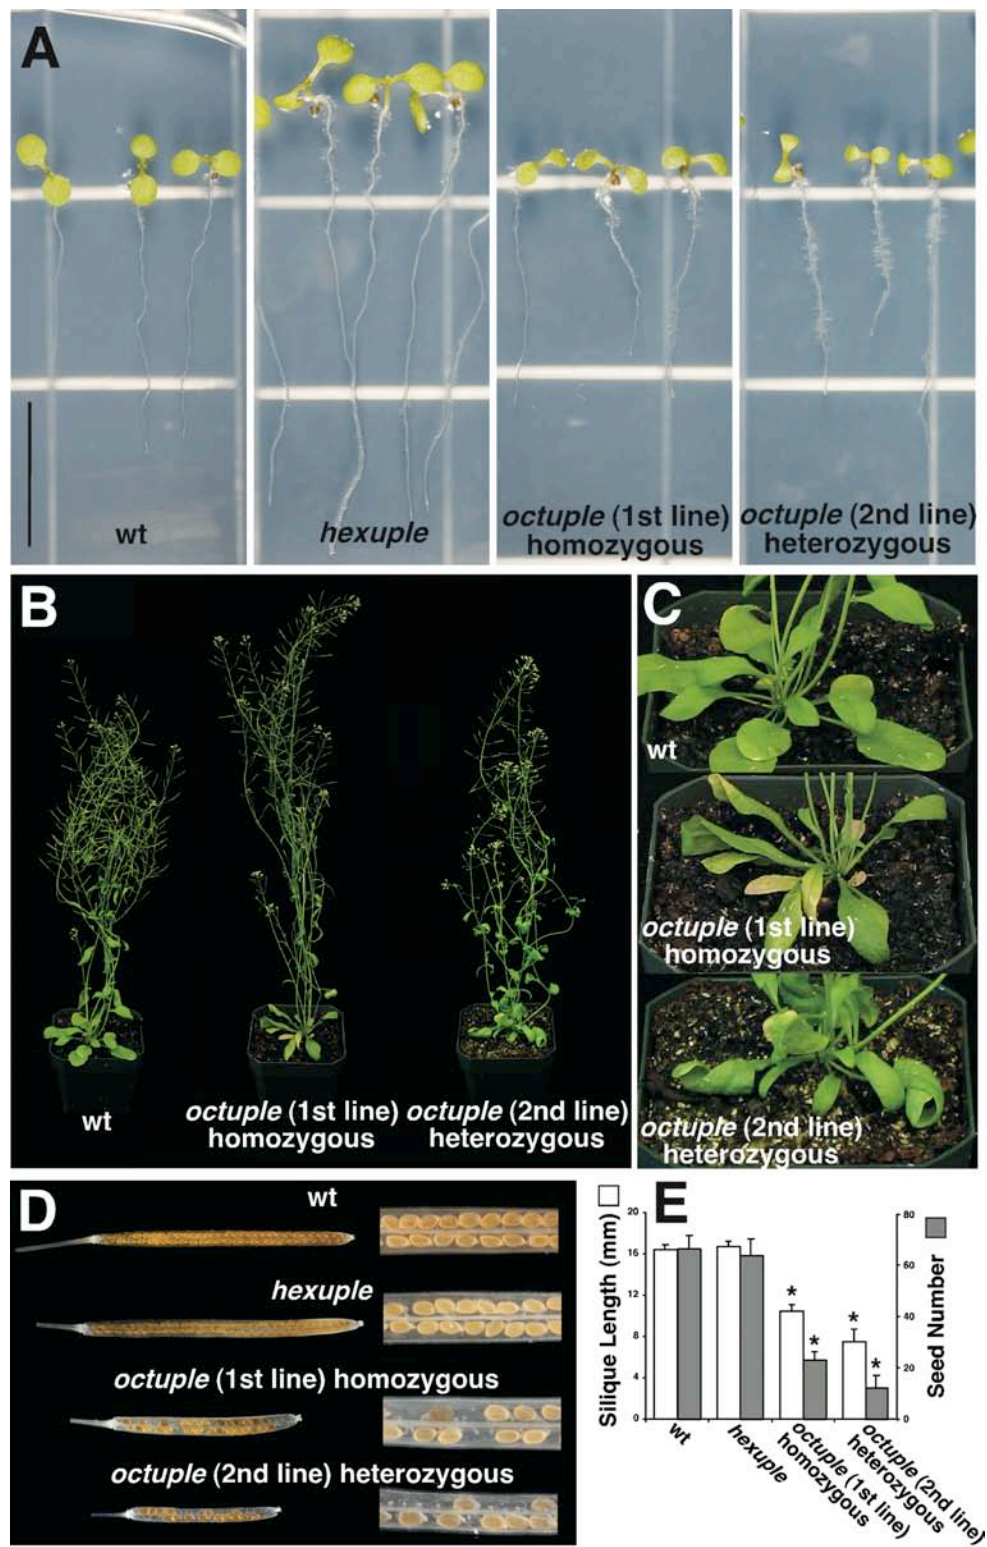 A
wt
hexuple
octuple (1st line)
homozygous
octuple (2nd line)
heterozygous
B
wt
octuple (1st line)
homozygous
octuple (2nd line)
heterozygous
C
wt
octuple (1st line)
homozygous
octuple (2nd line)
heterozygous
D
wt
hexuple
octuple (1st line) homozygous
octuple (2nd line) heterozygous
E
Silique Length (mm)
20
16
12
8
4
0
80
60
40
20
0
Seed Number
*
*
*
*
wt
hexuple
octuple (1st line)
homozygous
octuple (2nd line)
heterozygous